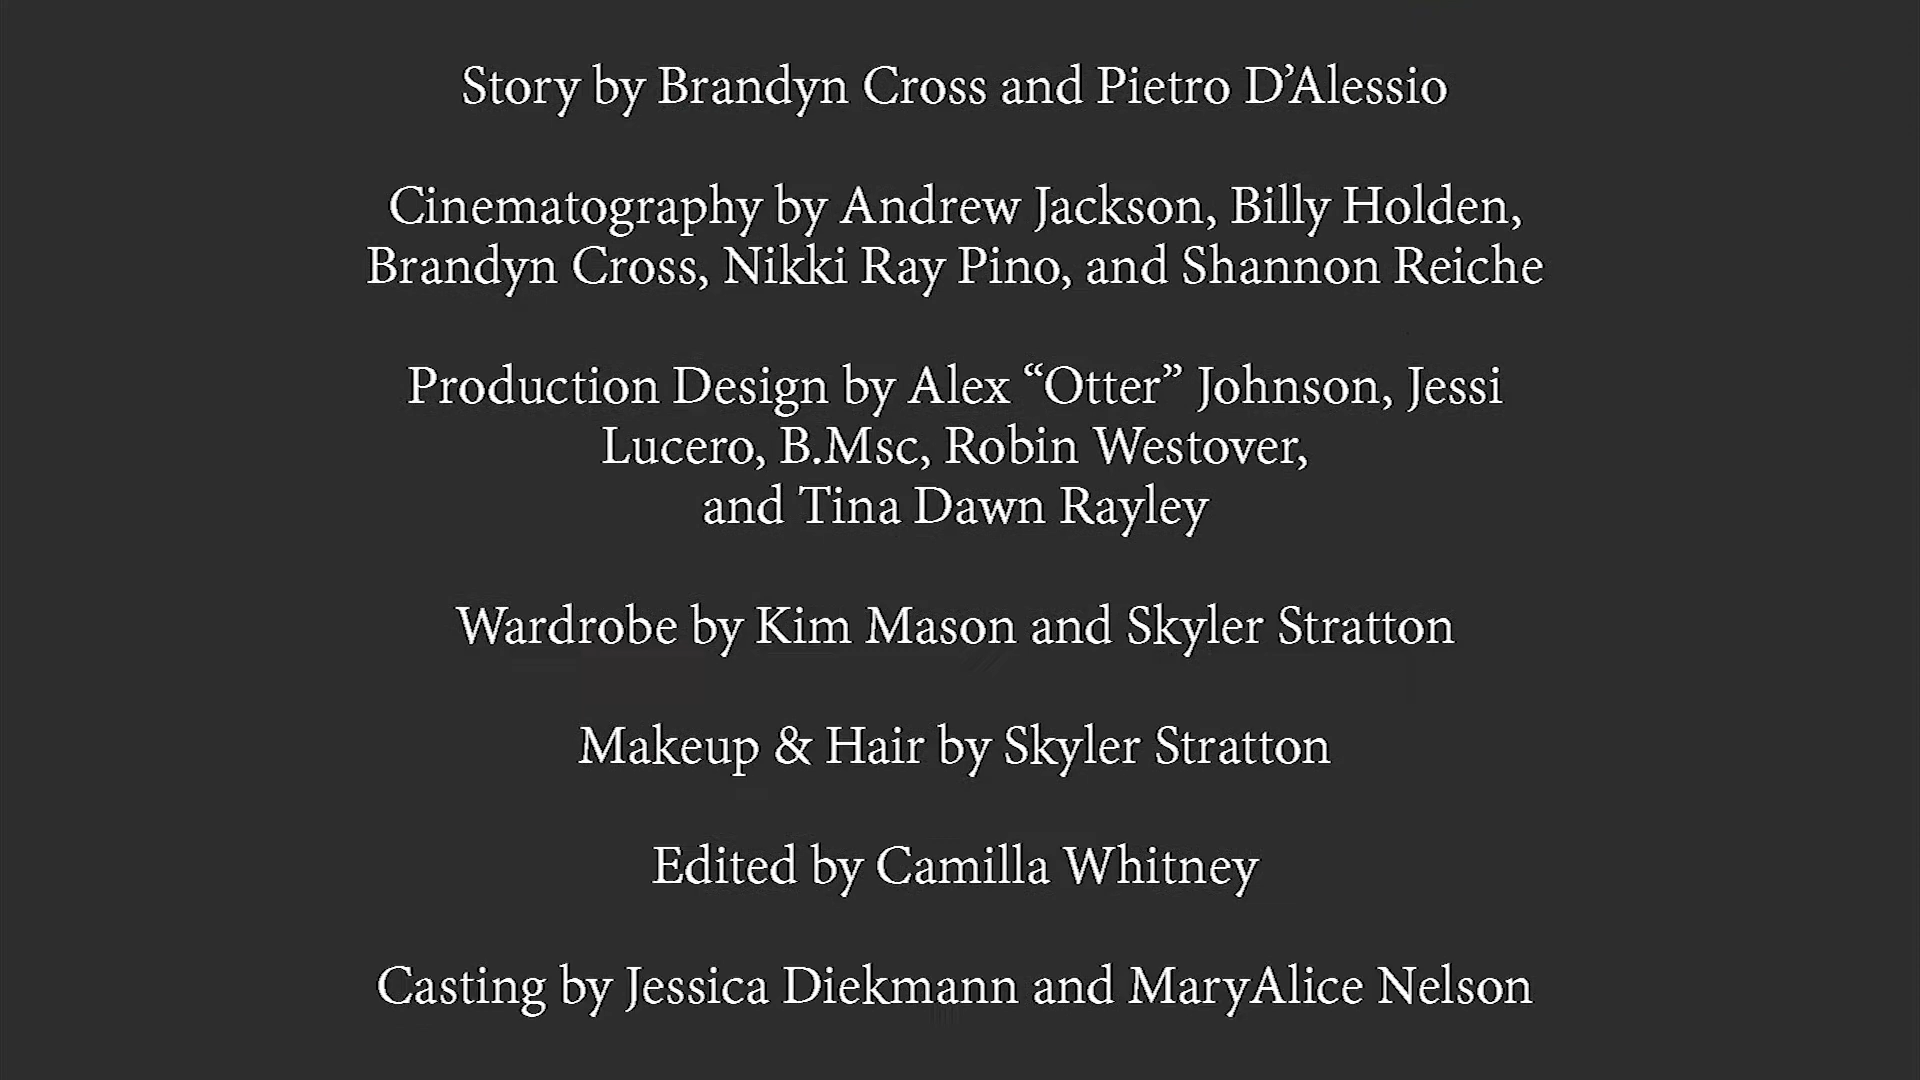 Story by Brandyn Cross and Pietro D’Alessio
Cinematography by Andrew Jackson, Billy Holden,
Brandyn Cross, Nikki Ray Pino, and Shannon Reiche
Production Design by Alex “Otter” Johnson, Jessi
Lucero, B.Msc, Robin Westover,
and Tina Dawn Rayley
Wardrobe by Kim Mason and Skyler Stratton
Makeup & Hair by Skyler Stratton
Edited by Camilla Whitney
Casting by Jessica Diekmann and MaryAlice Nelson